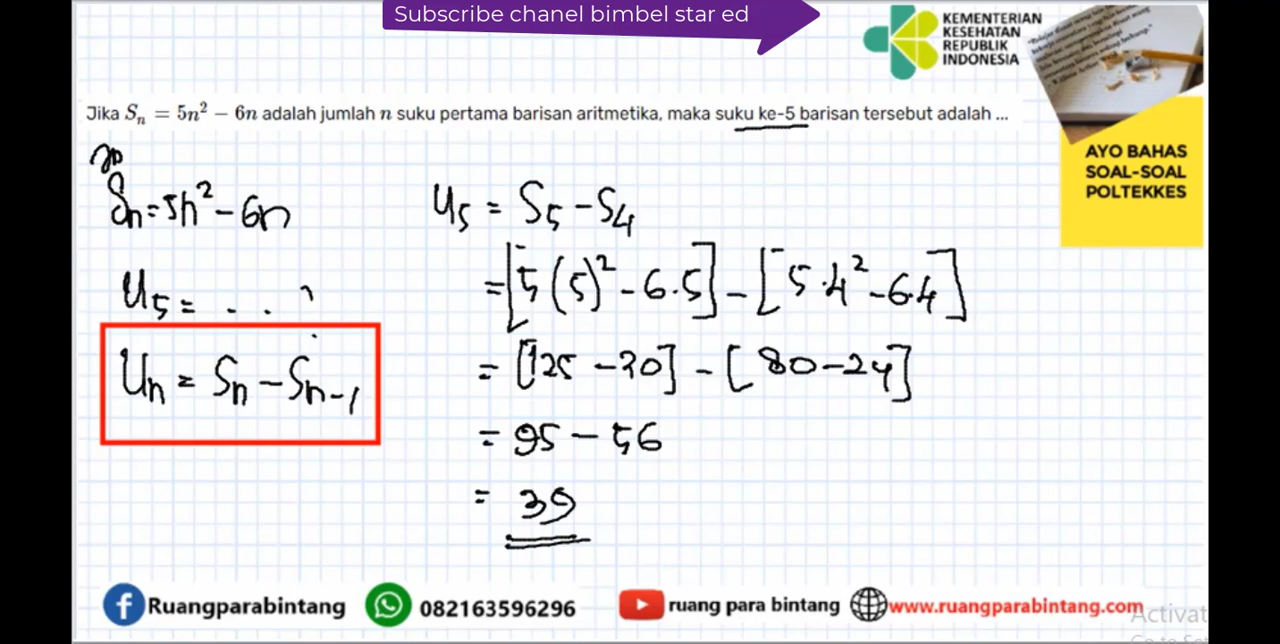 Subscribe chanel bimbel star ed
KEMENTERIAN
KESEHATAN
REPUBLIK
INDONESIA
Jika Sₙ = 5n² − 6n adalah jumlah n suku pertama barisan aritmetika, maka suku ke-5 barisan tersebut adalah ...
AYO BAHAS
SOAL-SOAL
POLTEKKES
Sn = 5n² - 6n
U5 = . . ?
Un = Sn - Sn-1
U5 = S5 - S4
= [5(5)² - 6.5] - [5.4² - 6.4]
= [125 - 30] - [80 - 24]
= 95 - 56
= 39
Ruangparabintang
082163596296
ruang para bintang
www.ruangparabintang.com
Activat